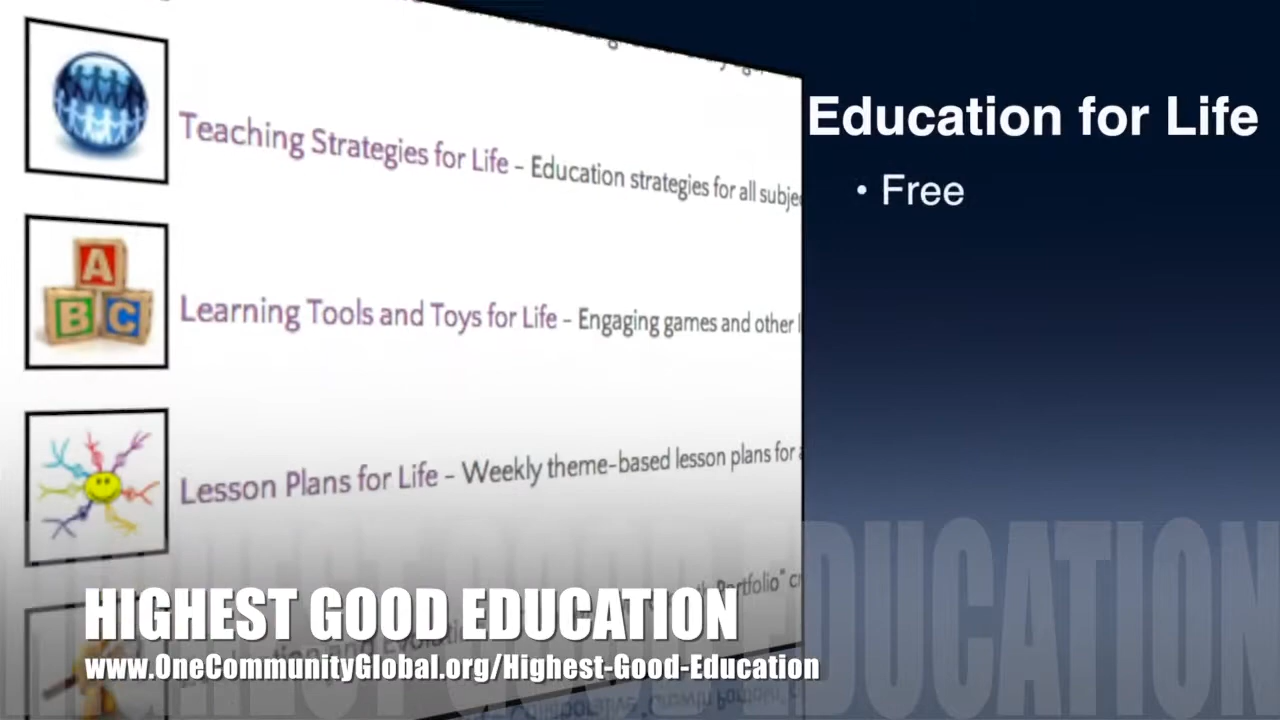 Teaching Strategies for Life – Education strategies for all
Education for Life
• Free
A
B C
Learning Tools and Toys for Life – Engaging games and other
Lesson Plans for Life – Weekly theme-based lesson plans for
HIGHEST GOOD EDUCATION
www.OneCommunityGlobal.org/Highest-Good-Education
EDUCATION